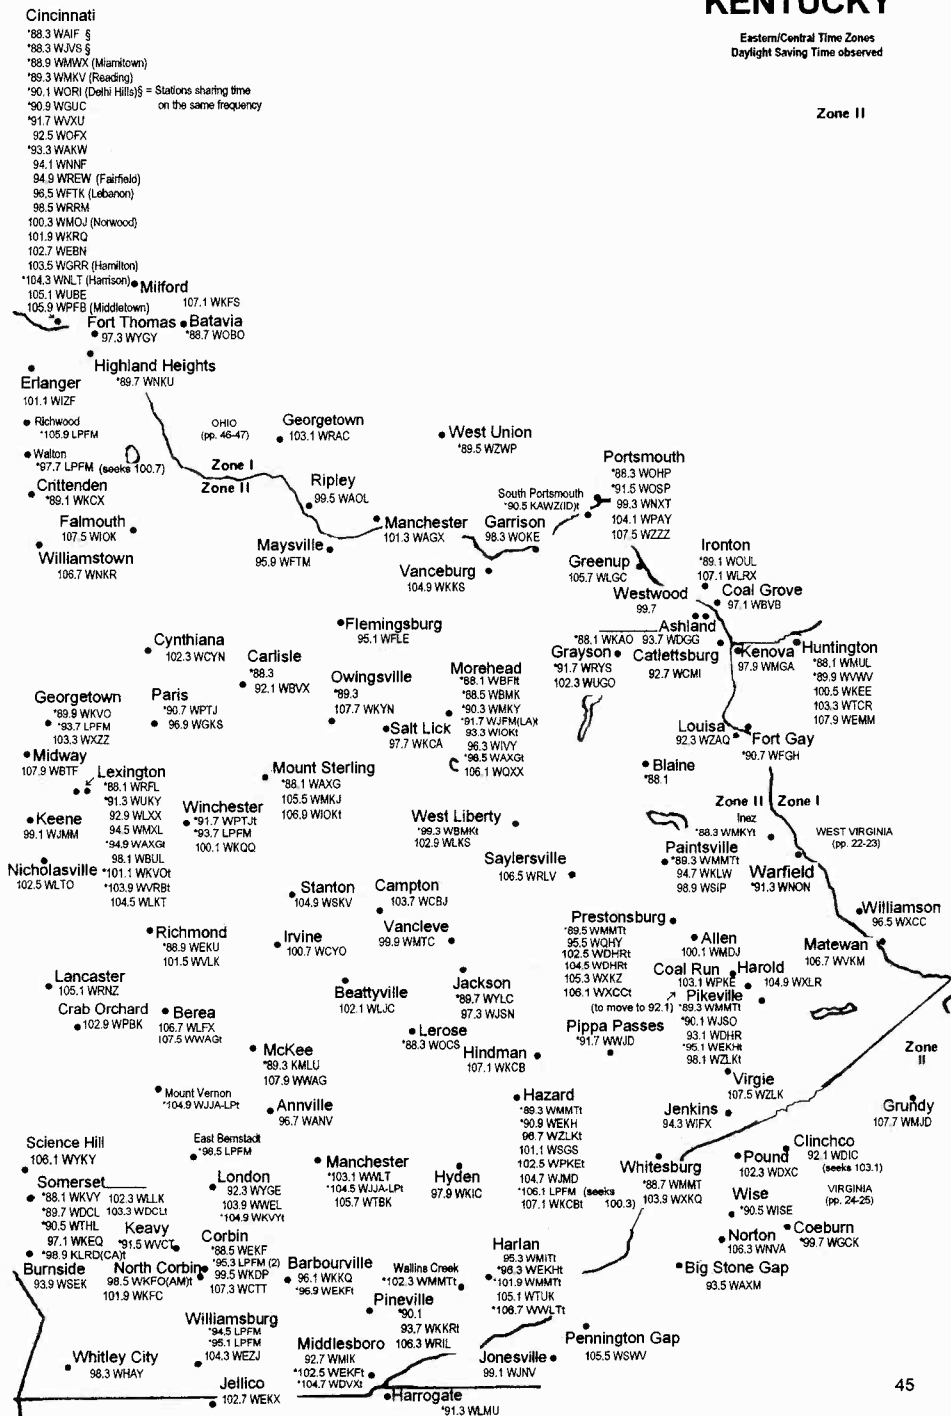 KENTUCKY
Eastern/Central Time Zones
Daylight Saving Time observed
Zone II
Cincinnati
*88.3 WAIF §
*88.3 WJVS §
*88.9 WMWX (Miamitown)
*89.3 WMKV (Reading)
*90.1 WORI (Delhi Hills)§ = Stations sharing time
on the same frequency
*90.9 WGUC
*91.7 WVXU
92.5 WOFX
*93.3 WAKW
94.1 WNNF
94.9 WREW (Fairfield)
96.5 WFTK (Lebanon)
98.5 WRRM
100.3 WMOJ (Norwood)
101.9 WKRQ
102.7 WEBN
103.5 WGRR (Hamilton)
*104.3 WNLT (Harrison)
105.1 WUBE
105.9 WPFB (Middletown)
Milford
107.1 WKFS
Fort Thomas
97.3 WYGY
Batavia
*88.7 WOBO
Highland Heights
*89.7 WNKU
Erlanger
101.1 WIZF
Richwood
*105.9 LPFM
Walton
*97.7 LPFM (seeks 100.7)
Crittenden
*89.1 WKCX
Falmouth
107.5 WIOK
Williamstown
106.7 WNKR
OHIO
(pp. 46-47)
Georgetown
103.1 WRAC
West Union
*89.5 WZWP
Zone I
Zone II
Ripley
99.5 WAOL
Manchester
101.3 WAGX
Maysville
95.9 WFTM
South Portsmouth
*90.5 KAWZ(ID)t
Garrison
98.3 WOKE
Vanceburg
104.9 WKKS
Portsmouth
*88.3 WOHP
*91.5 WOSP
99.3 WNXT
104.1 WPAY
107.5 WZZZ
Greenup
105.7 WLGC
Ironton
*89.1 WOUL
107.1 WLRX
Westwood
99.7
Coal Grove
97.1 WBVB
Ashland
*88.1 WKAO 93.7 WDGG
Catlettsburg
92.7 WCMI
Kenova
97.9 WMGA
Huntington
*88.1 WMUL
*89.9 WVWV
100.5 WKEE
103.3 WTCR
107.9 WEMM
Grayson
*91.7 WRYS
102.3 WUGO
Flemingsburg
95.1 WFLE
Cynthiana
102.3 WCYN
Carlisle
*88.3
92.1 WBVX
Owingsville
*89.3
107.7 WKYN
Morehead
*88.1 WBFIt
*88.5 WBMK
*90.3 WMKY
*91.7 WJFM(LA)t
93.3 WIOKt
96.3 WIVY
*96.5 WAXGt
106.1 WQXX
Salt Lick
97.7 WKCA
Georgetown
*89.9 WKVO
*93.7 LPFM
103.3 WXZZ
Paris
*90.7 WPTJ
96.9 WGKS
Midway
107.9 WBTF
Lexington
*88.1 WRFL
*91.3 WUKY
92.9 WLXX
94.5 WMXL
*94.9 WAXGt
98.1 WBUL
*101.1 WKVOt
*103.9 WVRBt
104.5 WLKT
Keene
99.1 WJMM
Nicholasville
102.5 WLTO
Winchester
*91.7 WPTJt
*93.7 LPFM
100.1 WKQQ
Mount Sterling
*88.1 WAXG
105.5 WMKJ
106.9 WIOKt
Louisa
92.3 WZAQ
Fort Gay
*90.7 WFGH
Blaine
*88.1
Zone II
Zone I
Inez
*88.3 WMKYt
WEST VIRGINIA
(pp. 22-23)
West Liberty
*99.3 WBMKt
102.9 WLKS
Saylersville
106.5 WRLV
Paintsville
*89.3 WMMTt
94.7 WKLW
98.9 WSIP
Warfield
*91.3 WNON
Stanton
104.9 WSKV
Campton
103.7 WCBJ
Richmond
*88.9 WEKU
101.5 WVLK
Irvine
100.7 WCYO
Vancleve
99.9 WMTC
Prestonsburg
*89.5 WMMTt
95.5 WQHY
102.5 WDHRt
104.5 WDHRt
105.3 WXKZ
106.1 WXCCt
(to move to 92.1)
Allen
100.1 WMDJ
Williamson
96.5 WXCC
Matewan
106.7 WVKM
Coal Run
103.1 WPKE
Harold
104.9 WXLR
Pikeville
*89.3 WMMTt
*90.1 WJSO
93.1 WDHR
*95.1 WEKHt
98.1 WZLKt
Lancaster
105.1 WRNZ
Beattyville
102.1 WLJC
Jackson
*89.7 WYLC
97.3 WJSN
Crab Orchard
102.9 WPBK
Berea
106.7 WLFX
107.5 WWAGt
Lerose
*88.3 WOCS
Hindman
107.1 WKCB
Pippa Passes
*91.7 WWJD
Zone
II
McKee
*89.3 KMLU
107.9 WWAG
Virgie
107.5 WZLK
Mount Vernon
*104.9 WJJA-LPt
Annville
96.7 WANV
Hazard
*89.3 WMMTt
*90.9 WEKH
96.7 WZLKt
101.1 WSGS
102.5 WPKEt
104.7 WJMD
*106.1 LPFM (seeks
107.1 WKCBt 100.3)
Jenkins
94.3 WIFX
Grundy
107.7 WMJD
Science Hill
106.1 WYKY
East Bernstadt
*98.5 LPFM
Clinchco
92.1 WDIC
(seeks 103.1)
Somerset
*88.1 WKVY 102.3 WLLK
*89.7 WDCL 103.3 WDCLt
*90.5 WTHL
97.1 WKEQ
*98.9 KLRD(CA)t
London
92.3 WYGE
103.9 WWEL
*104.9 WKVYt
Manchester
*103.1 WWLT
*104.5 WJJA-LPt
105.7 WTBK
Hyden
97.9 WKIC
Whitesburg
*88.7 WMMT
103.9 WXKQ
Pound
102.3 WDXC
VIRGINIA
(pp. 24-25)
Wise
*90.5 WISE
Keavy
*91.5 WVCT
Corbin
*88.5 WEKF
*95.3 LPFM (2)
99.5 WKDP
107.3 WCTT
Norton
106.3 WNVA
Coeburn
*99.7 WGCK
Burnside
93.9 WSEK
North Corbin
98.5 WKFO(AM)t
101.9 WKFC
Barbourville
96.1 WKKQ
*96.9 WEKFt
Wallins Creek
*102.3 WMMTt
Harlan
95.3 WMITt
*96.3 WEKHt
*101.9 WMMTt
105.1 WTUK
*106.7 WWLTt
Big Stone Gap
93.5 WAXM
Pineville
*90.1
93.7 WKKRt
106.3 WRIL
Williamsburg
*94.5 LPFM
*95.1 LPFM
104.3 WEZJ
Middlesboro
92.7 WMIK
*102.5 WEKFt
*104.7 WDVXt
Pennington Gap
105.5 WSWV
Whitley City
98.3 WHAY
Jonesville
99.1 WJNV
Jellico
102.7 WEKX
Harrogate
*91.3 WLMU
45